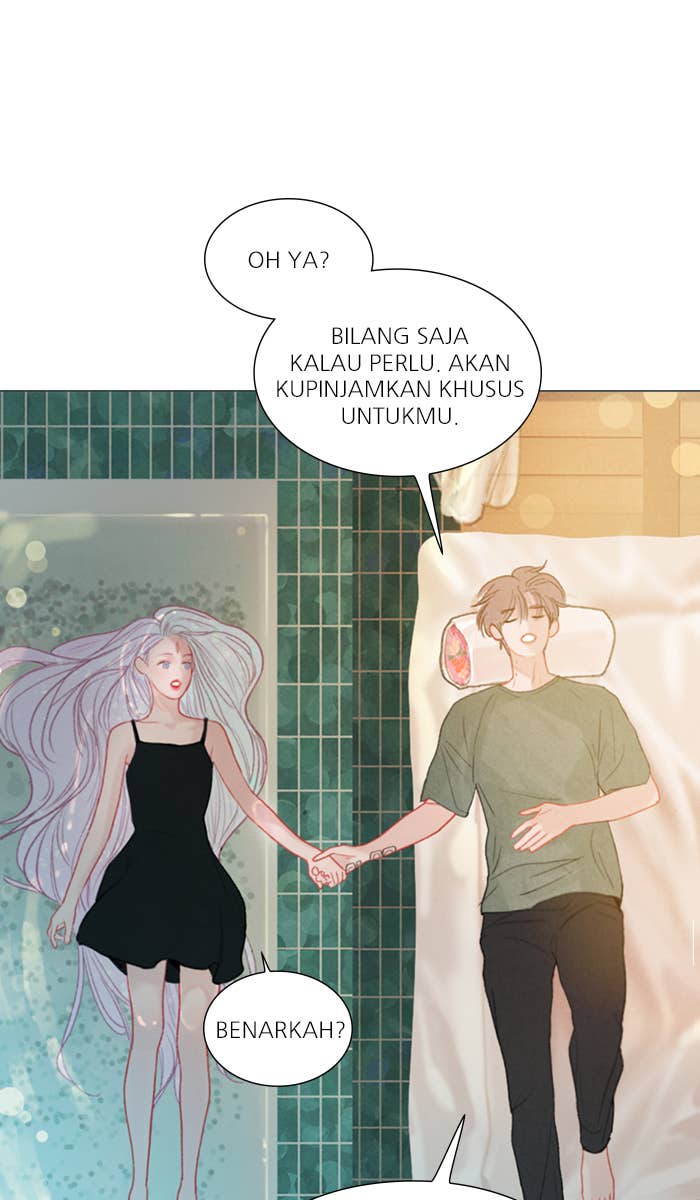 OH YA?
BILANG SAJA
KALAU PERLU. AKAN
KUPINJAMKAN KHUSUS
UNTUKMU.
BENARKAH?